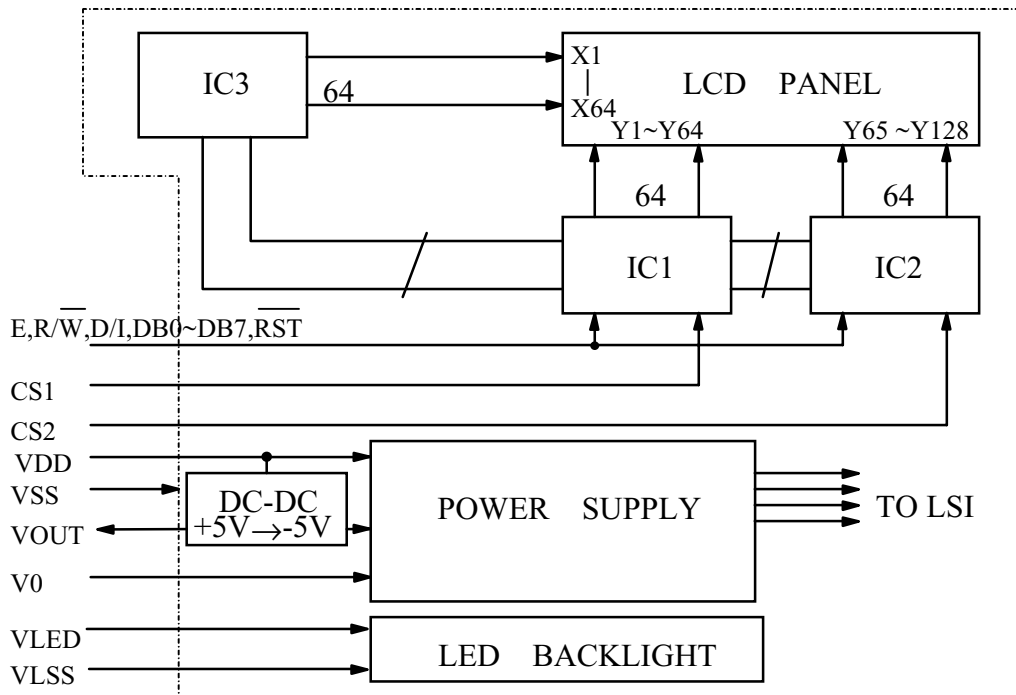 IC3
64
X1
X64
LCD PANEL
Y1~Y64
Y65 ~Y128
64
64
IC1
IC2
E,R/W̅,D/I,DB0~DB7,R̅S̅T̅
CS1
CS2
VDD
VSS
VOUT
V0
DC-DC
+5V→-5V
POWER SUPPLY
TO LSI
VLED
VLSS
LED BACKLIGHT